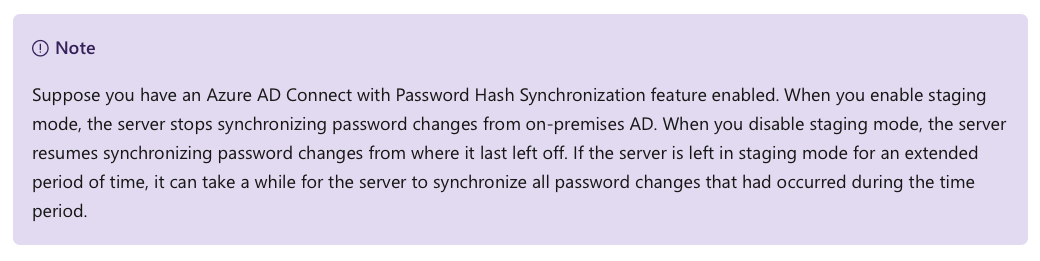 Note
Suppose you have an Azure AD Connect with Password Hash Synchronization feature enabled. When you enable staging
mode, the server stops synchronizing password changes from on-premises AD. When you disable staging mode, the server
resumes synchronizing password changes from where it last left off. If the server is left in staging mode for an extended
period of time, it can take a while for the server to synchronize all password changes that had occurred during the time
period.